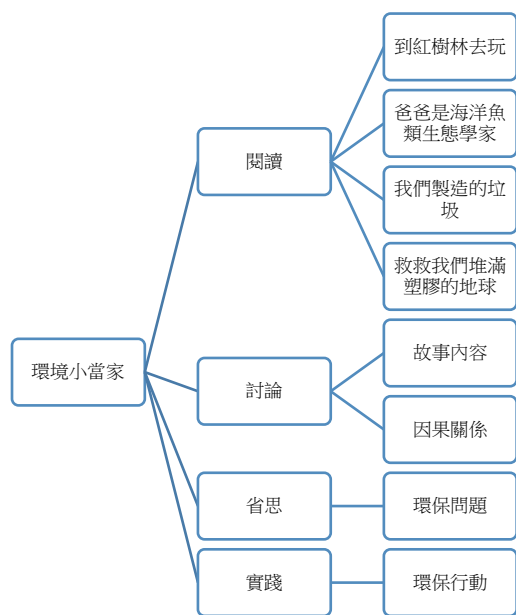 環境小當家
閱讀
到紅樹林去玩
爸爸是海洋魚
類生態學家
我們製造的垃
圾
救救我們堆滿
塑膠的地球
討論
故事內容
因果關係
省思
環保問題
實踐
環保行動